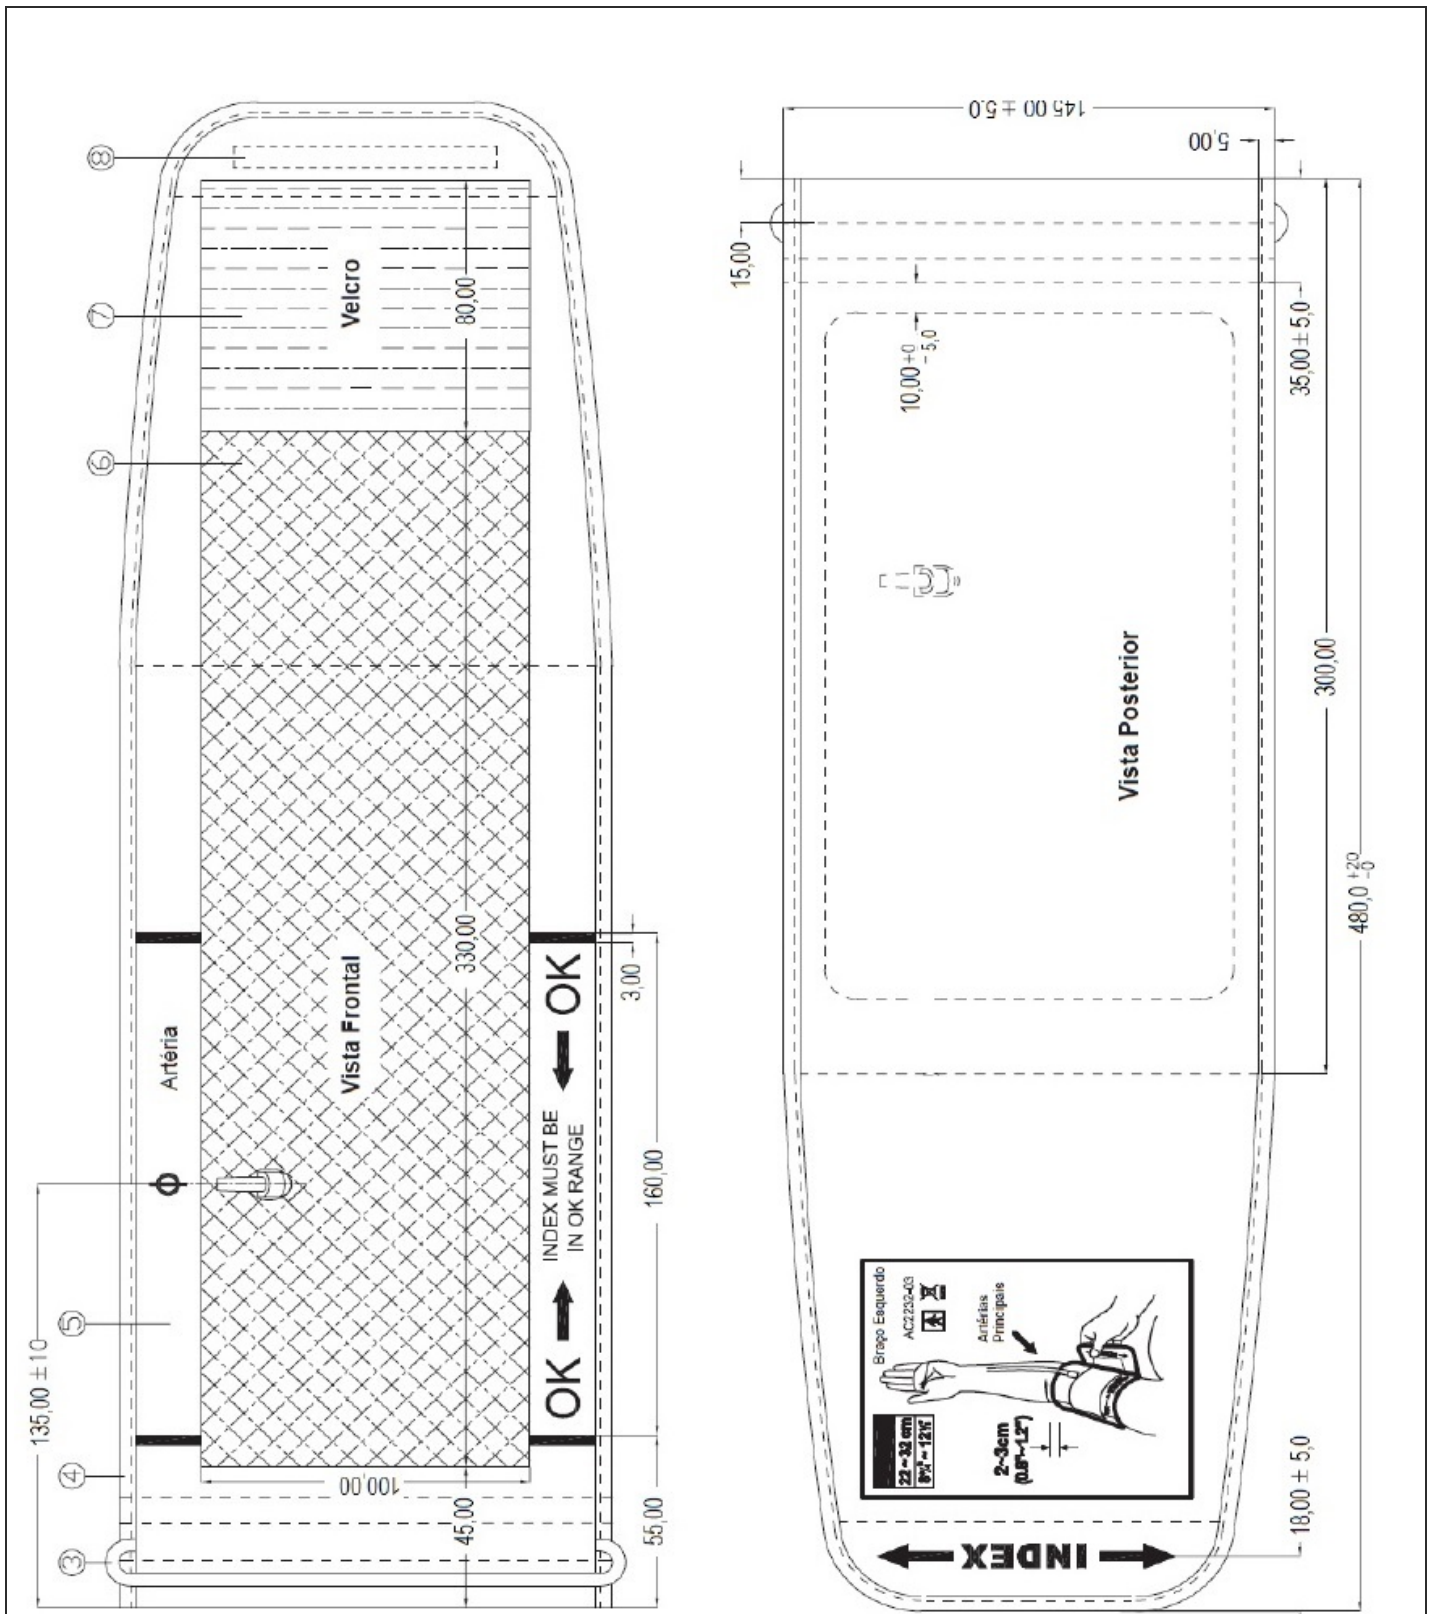 8
7
6
5
4
3
Velcro
80,00
Vista Frontal
330,00
Artéria
Φ
OK
INDEX MUST BE
IN OK RANGE
OK
3,00
160,00
55,00
45,00
100,00
135,00 ± 10
145,00 ± 5,0
5,00
15,00
10,00 +0
- 5,0
35,00 ± 5,0
300,00
480,0 +20
-0
Vista Posterior
Braço Esquerdo
AC2232-03
Artérias
Principais
22 ~ 32 cm
2~3cm
(0.8"~1.2")
INDEX
18,00 ± 5,0